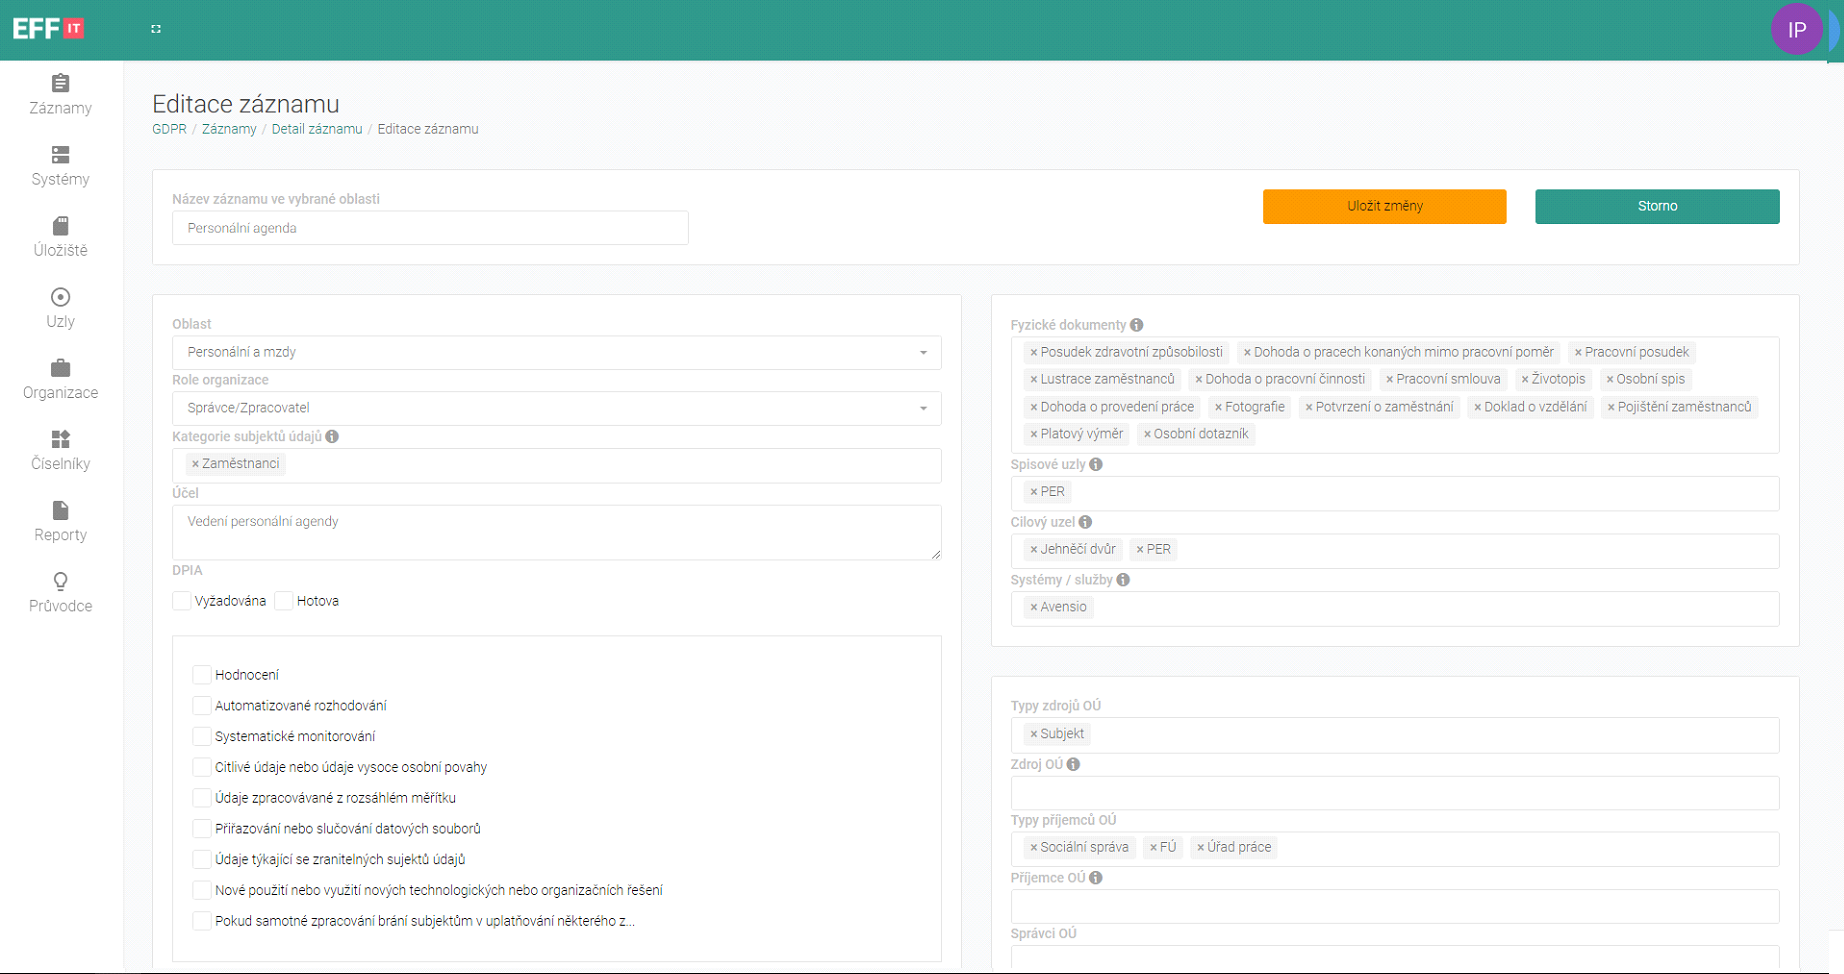 EFF IT
IP
Záznamy
Systémy
Úložiště
Uzly
Organizace
Číselníky
Reporty
Průvodce
Editace záznamu
GDPR / Záznamy / Detail záznamu / Editace záznamu
Název záznamu ve vybrané oblasti
Personální agenda
Uložit změny
Storno
Oblast
Personální a mzdy
Role organizace
Správce/Zpracovatel
Kategorie subjektů údajů
× Zaměstnanci
Účel
Vedení personální agendy
DPIA
Vyžadována Hotova
Hodnocení
Automatizované rozhodování
Systematické monitorování
Citlivé údaje nebo údaje vysoce osobní povahy
Údaje zpracovávané z rozsáhlém měřítku
Přiřazování nebo slučování datových souborů
Údaje týkající se zranitelných sujektů údajů
Nové použití nebo využití nových technologických nebo organizačních řešení
Pokud samotné zpracování brání subjektům v uplatňování některého z...
Fyzické dokumenty
× Posudek zdravotní způsobilosti × Dohoda o pracech konaných mimo pracovní poměr × Pracovní posudek
× Lustrace zaměstnanců × Dohoda o pracovní činnosti × Pracovní smlouva × Životopis × Osobní spis
× Dohoda o provedení práce × Fotografie × Potvrzení o zaměstnání × Doklad o vzdělání × Pojištění zaměstnanců
× Platový výměr × Osobní dotazník
Spisové uzly
× PER
Cílový uzel
× Jehněčí dvůr × PER
Systémy / služby
× Avensio
Typy zdrojů OÚ
× Subjekt
Zdroj OÚ
Typy příjemců OÚ
× Sociální správa × FÚ × Úřad práce
Příjemce OÚ
Správci OÚ